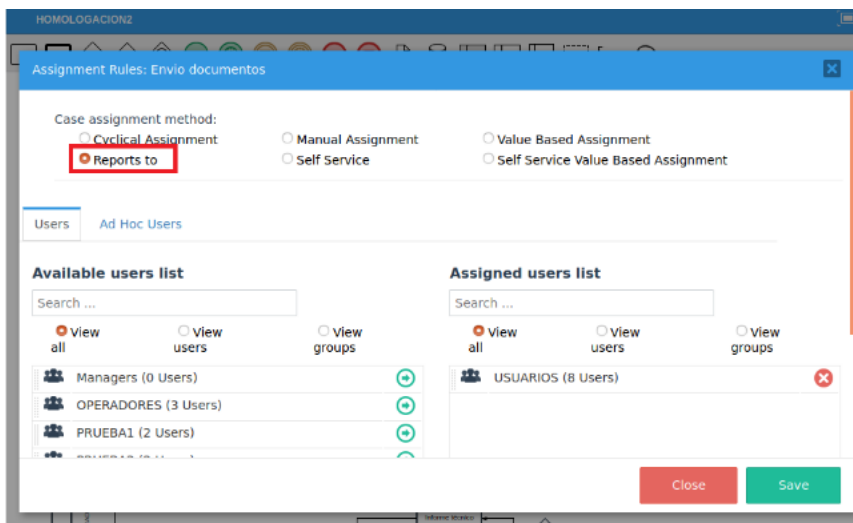 HOMOLOGACION2
Assignment Rules: Envio documentos
Case assignment method:
Cyclical Assignment Manual Assignment Value Based Assignment
Reports to Self Service Self Service Value Based Assignment
Users Ad Hoc Users
Available users list Assigned users list
Search ... Search ...
View all View users View groups View all View users View groups
Managers (0 Users) USUARIOS (8 Users)
OPERADORES (3 Users)
PRUEBA1 (2 Users)
Close Save